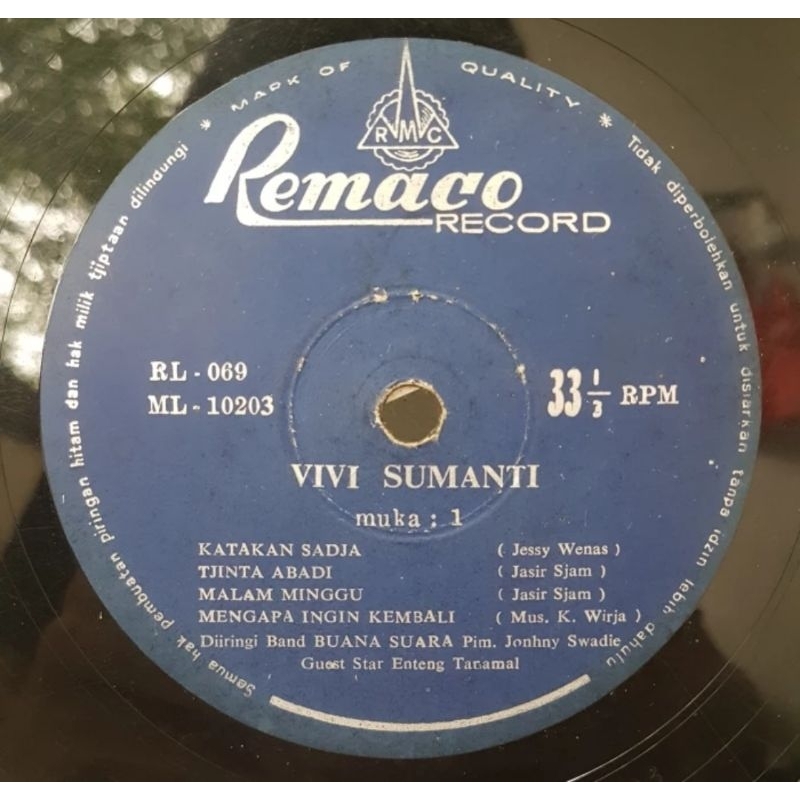 * MARK OF QUALITY *
RMC
Remaco
RECORD
Semua hak pembuatan piringan hitam dan hak milik tjiptaan dilindungi
Tidak diperbolehkan untuk disiarkan tanpa idzin lebih dahulu
RL - 069
ML - 10203
33 1/3 RPM
VIVI SUMANTI
muka : 1
KATAKAN SADJA ( Jessy Wenas )
TJINTA ABADI ( Jasir Sjam )
MALAM MINGGU ( Jasir Sjam )
MENGAPA INGIN KEMBALI ( Mus. K. Wirja )
Diiringi Band BUANA SUARA Pim. Jonhny Swadie
Guest Star Enteng Tanamal